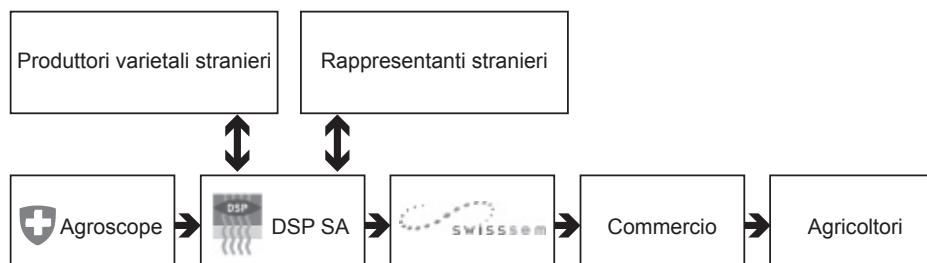 Produttori varietali stranieri
Rappresentanti stranieri
Agroscope
DSP
DSP SA
swisssem
Commercio
Agricoltori